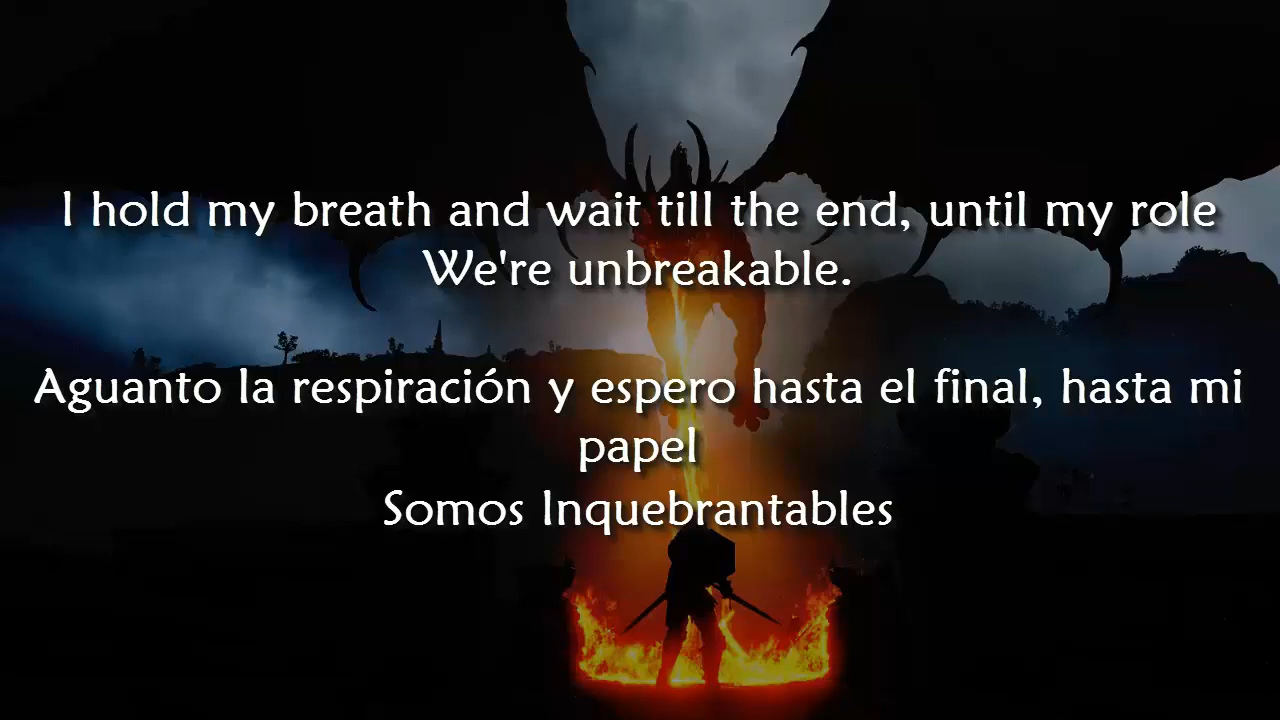 I hold my breath and wait till the end, until my role
We're unbreakable.
Aguanto la respiración y espero hasta el final, hasta mi
papel
Somos Inquebrantables